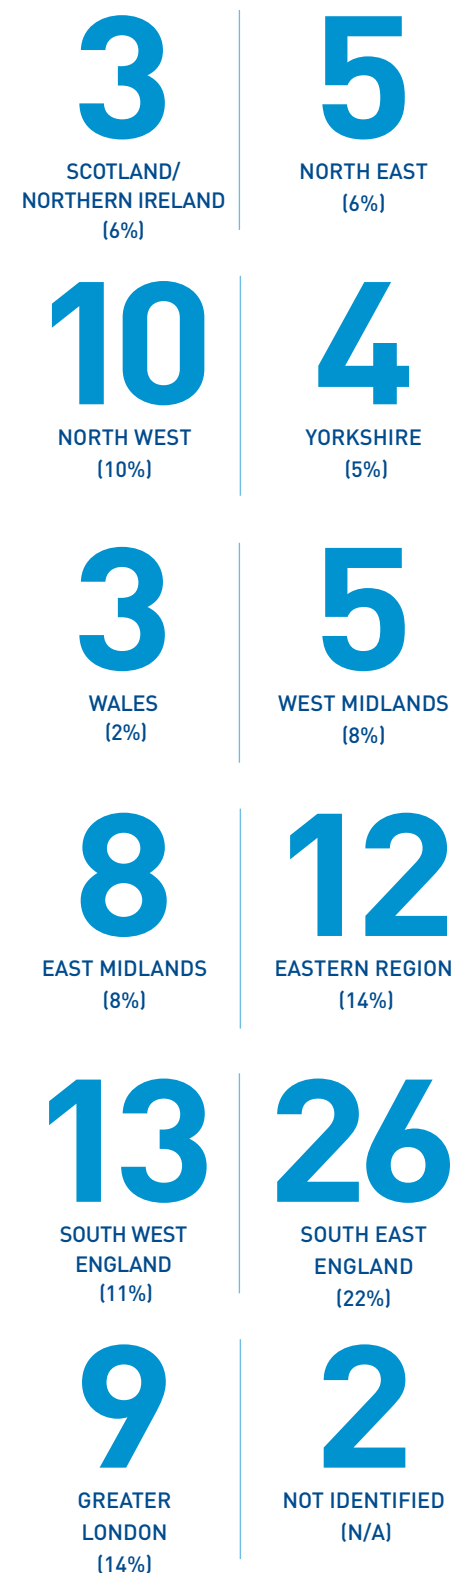 3
SCOTLAND/
NORTHERN IRELAND
(6%)
5
NORTH EAST
(6%)
10
NORTH WEST
(10%)
4
YORKSHIRE
(5%)
3
WALES
(2%)
5
WEST MIDLANDS
(8%)
8
EAST MIDLANDS
(8%)
12
EASTERN REGION
(14%)
13
SOUTH WEST
ENGLAND
(11%)
26
SOUTH EAST
ENGLAND
(22%)
9
GREATER
LONDON
(14%)
2
NOT IDENTIFIED
(N/A)